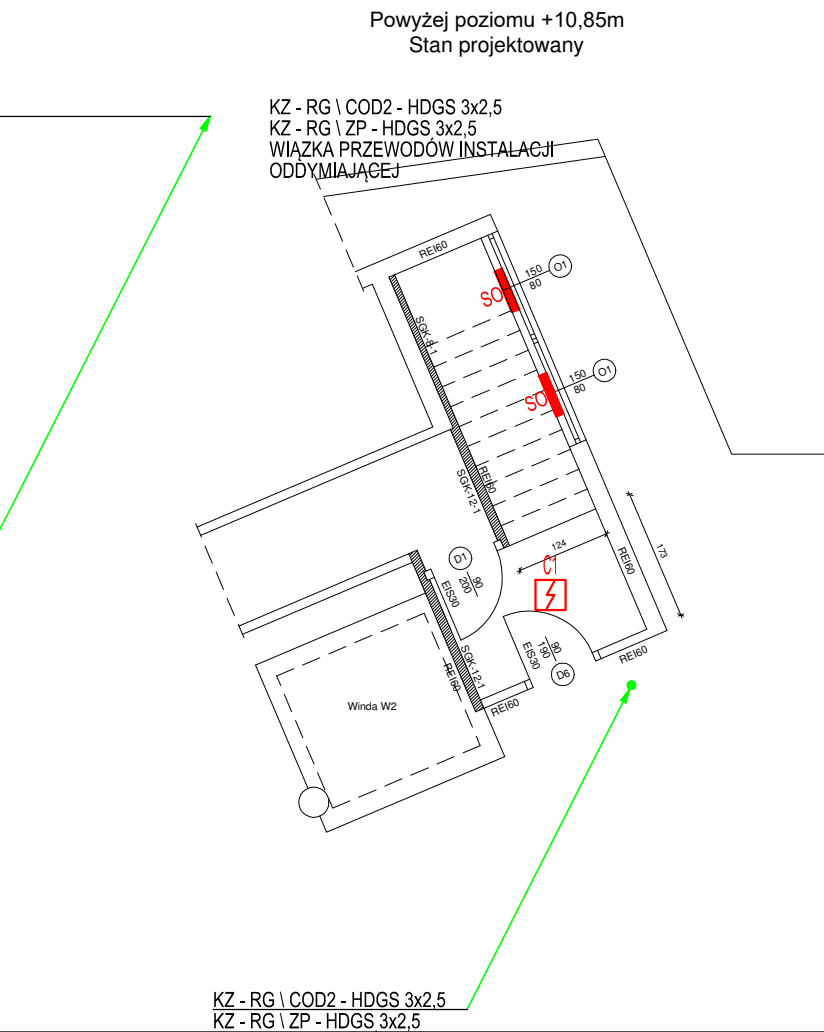 Powyżej poziomu +10,85m
Stan projektowany
KZ - RG \ COD2 - HDGS 3x2,5
KZ - RG \ ZP - HDGS 3x2,5
WIĄZKA PRZEWODÓW INSTALACJI
ODDYMIAJĄCEJ
REI60
150
80
O1
SO
SGK-8-1
150
80
O1
SO
REI60
SGK-12-1
124
173
D1
90
200
EIS30
C1
REI60
90
190
EIS30
D6
REI60
SGK-12-1
REI60
REI60
Winda W2
KZ - RG \ COD2 - HDGS 3x2,5
KZ - RG \ ZP - HDGS 3x2,5